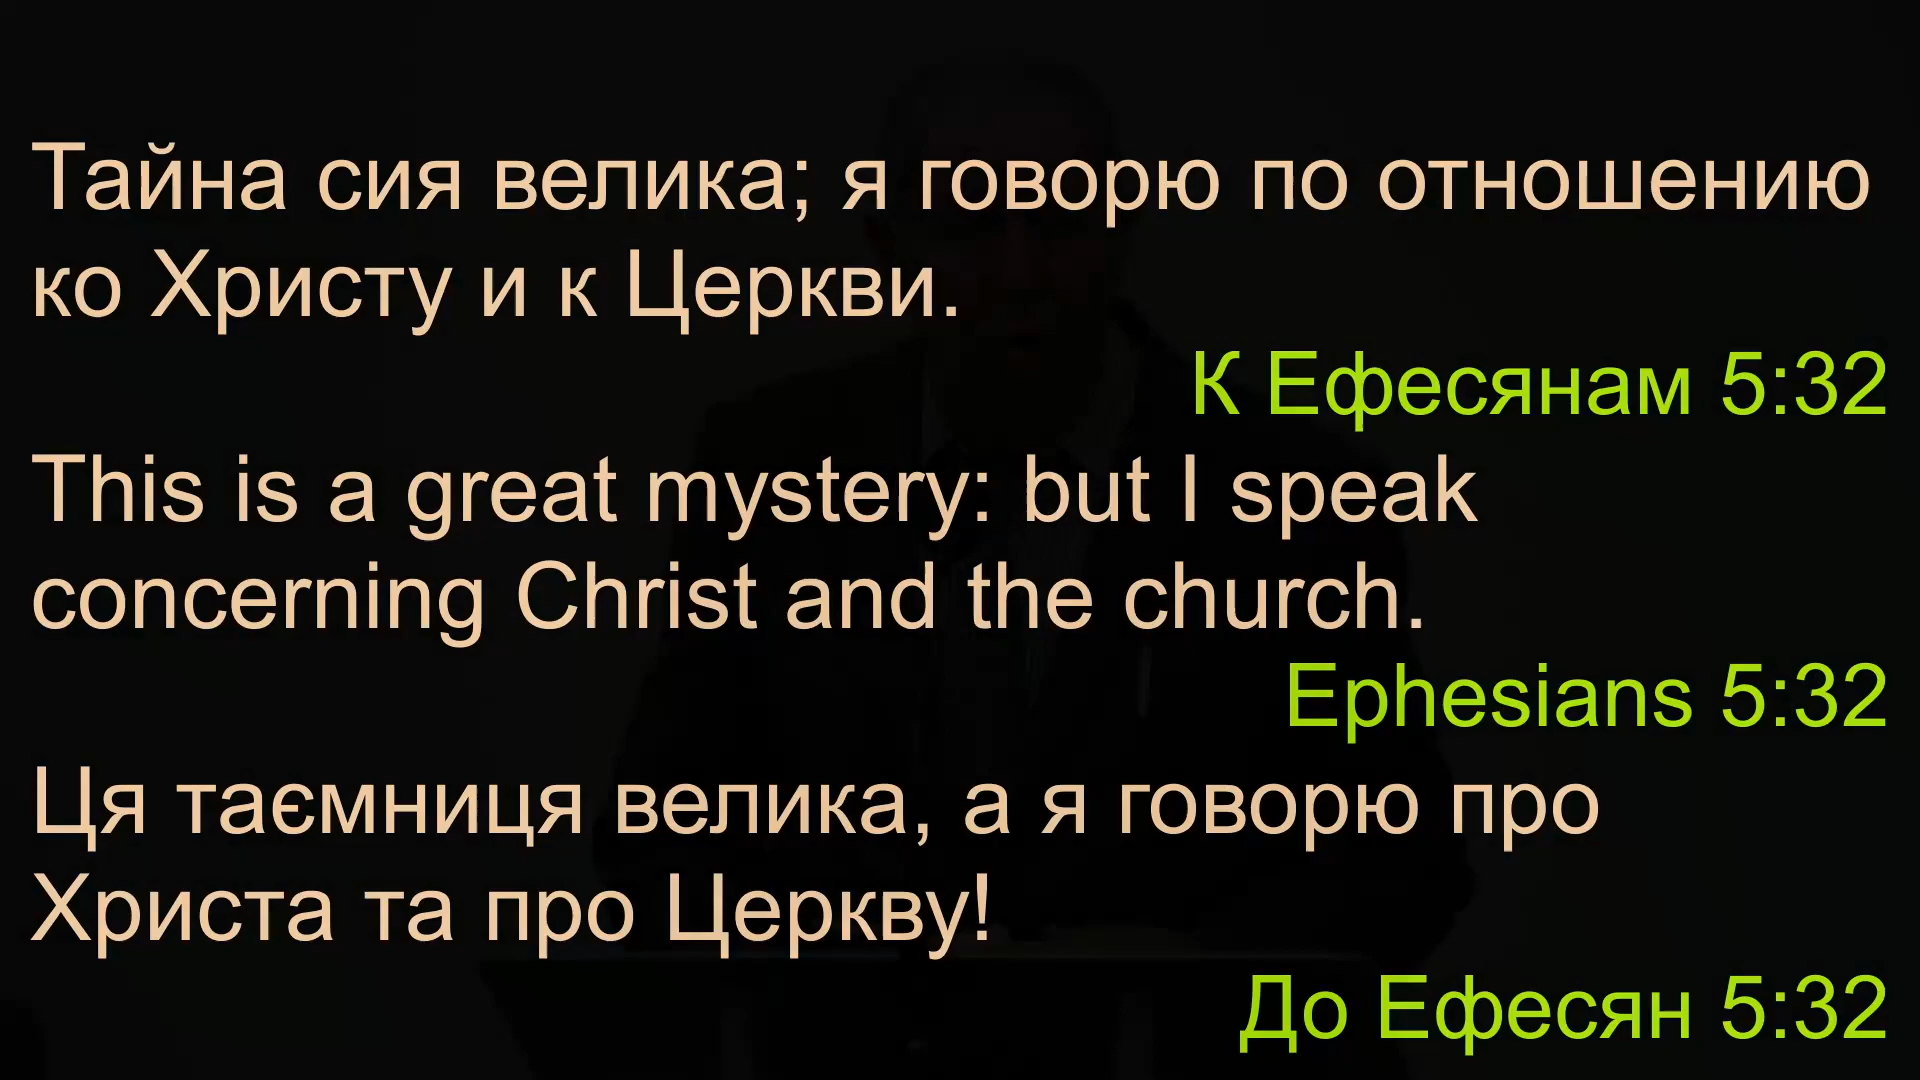 Тайна сия велика; я говорю по отношению
ко Христу и к Церкви.
К Ефесянам 5:32
This is a great mystery: but I speak
concerning Christ and the church.
Ephesians 5:32
Ця таємниця велика, а я говорю про
Христа та про Церкву!
До Ефесян 5:32